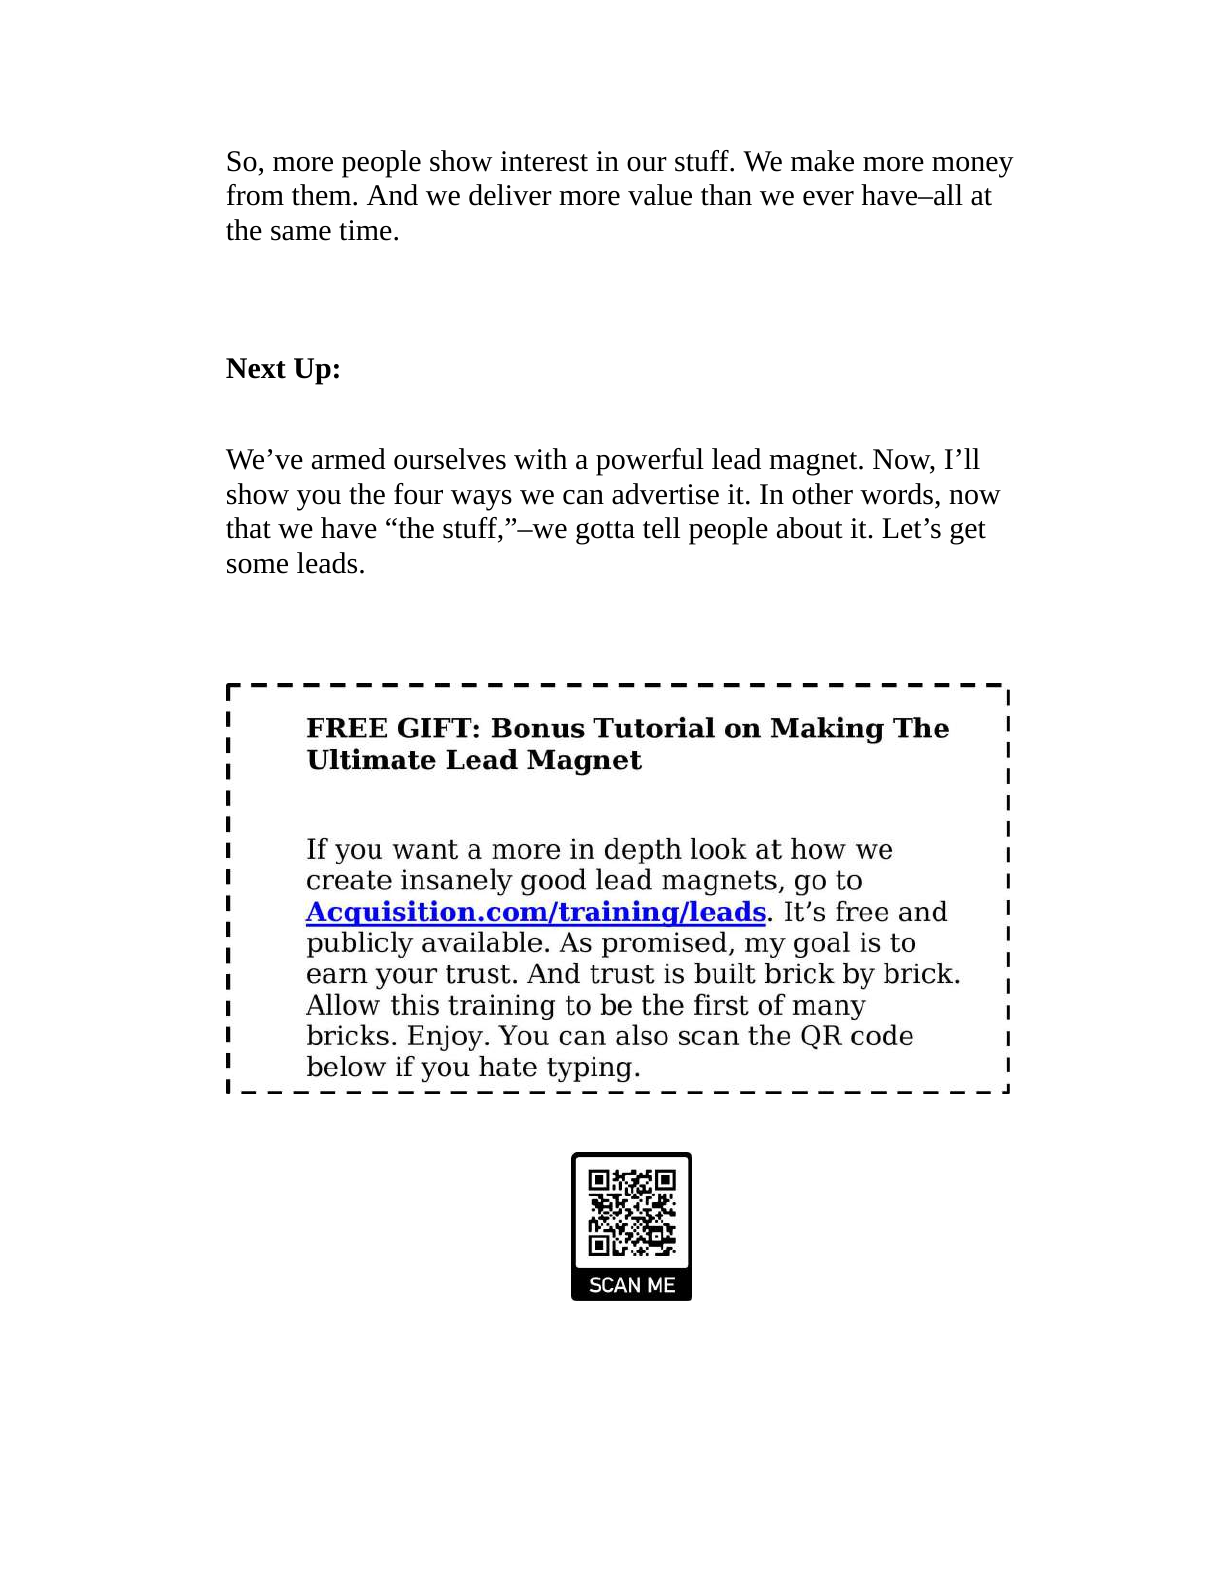 So, more people show interest in our stuff. We make more money
from them. And we deliver more value than we ever have–all at
the same time.
Next Up:
We’ve armed ourselves with a powerful lead magnet. Now, I’ll
show you the four ways we can advertise it. In other words, now
that we have “the stuff,”–we gotta tell people about it. Let’s get
some leads.
FREE GIFT: Bonus Tutorial on Making The
Ultimate Lead Magnet
If you want a more in depth look at how we
create insanely good lead magnets, go to
Acquisition.com/training/leads. It’s free and
publicly available. As promised, my goal is to
earn your trust. And trust is built brick by brick.
Allow this training to be the first of many
bricks. Enjoy. You can also scan the QR code
below if you hate typing.
SCAN ME